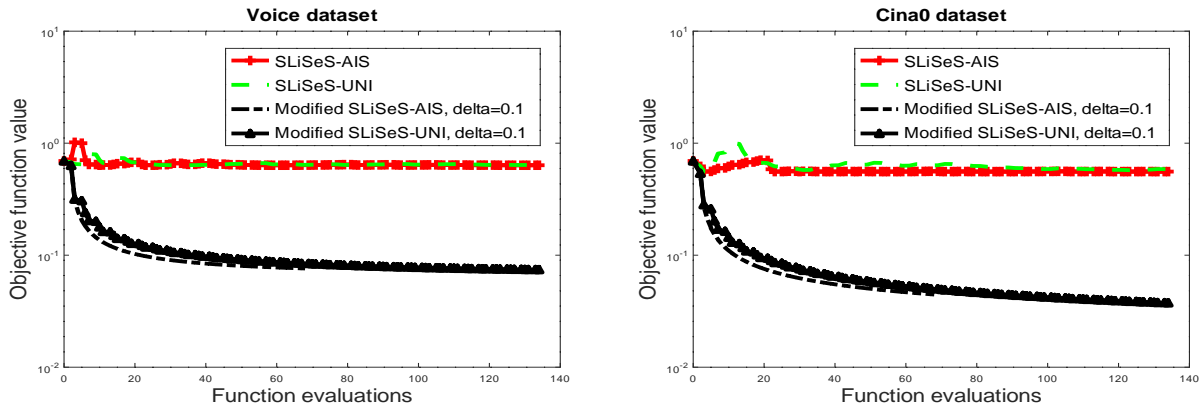 Voice dataset
10^1
10^0
10^-1
10^-2
Objective function value
SLiSeS-AIS
SLiSeS-UNI
Modified SLiSeS-AIS, delta=0.1
Modified SLiSeS-UNI, delta=0.1
0 20 40 60 80 100 120 140
Function evaluations
Cina0 dataset
10^1
10^0
10^-1
10^-2
Objective function value
SLiSeS-AIS
SLiSeS-UNI
Modified SLiSeS-AIS, delta=0.1
Modified SLiSeS-UNI, delta=0.1
0 20 40 60 80 100 120 140
Function evaluations